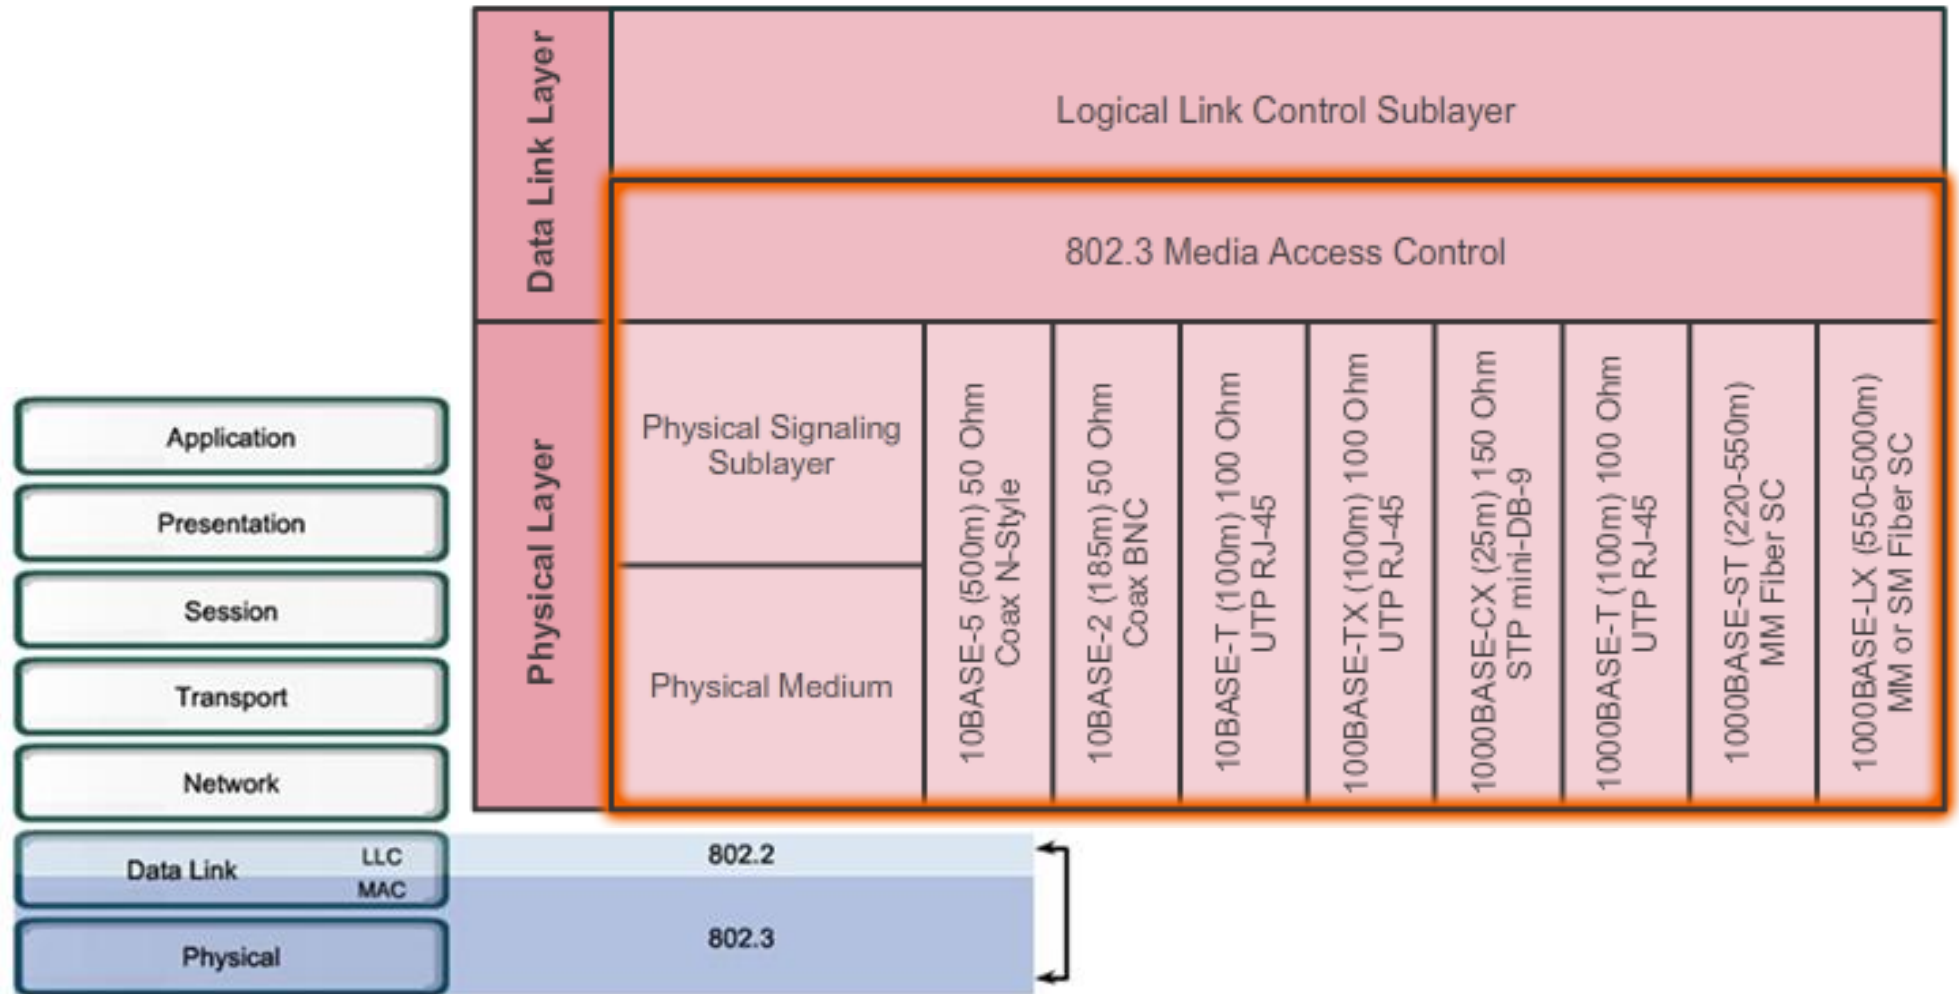 Data Link Layer
Logical Link Control Sublayer
802.3 Media Access Control
Physical Layer
Physical Signaling
Sublayer
Physical Medium
10BASE-5 (500m) 50 Ohm
Coax N-Style
10BASE-2 (185m) 50 Ohm
Coax BNC
10BASE-T (100m) 100 Ohm
UTP RJ-45
100BASE-TX (100m) 100 Ohm
UTP RJ-45
1000BASE-CX (25m) 150 Ohm
STP mini-DB-9
1000BASE-T (100m) 100 Ohm
UTP RJ-45
1000BASE-ST (220-550m)
MM Fiber SC
1000BASE-LX (550-5000m)
MM or SM Fiber SC
Application
Presentation
Session
Transport
Network
Data Link
LLC
MAC
802.2
Physical
802.3